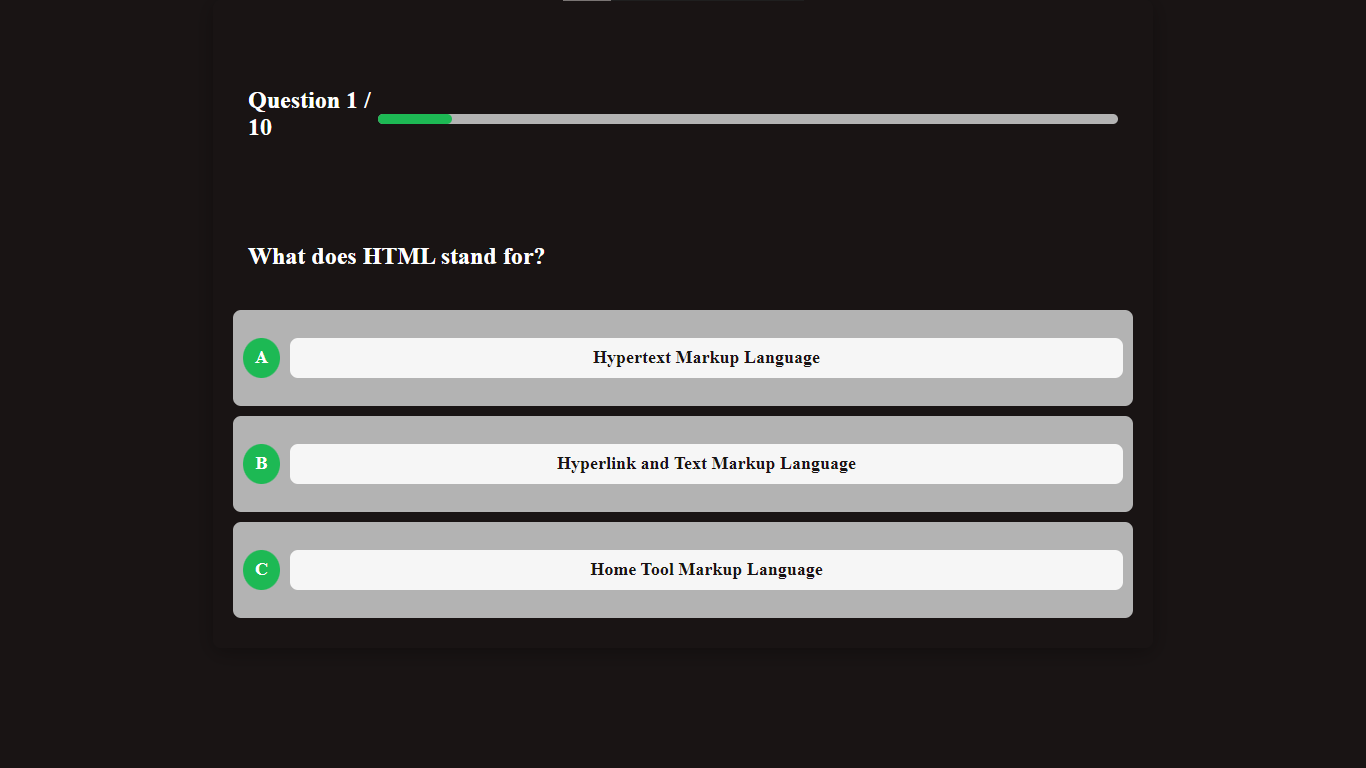 Question 1 /
10
What does HTML stand for?
A Hypertext Markup Language
B Hyperlink and Text Markup Language
C Home Tool Markup Language